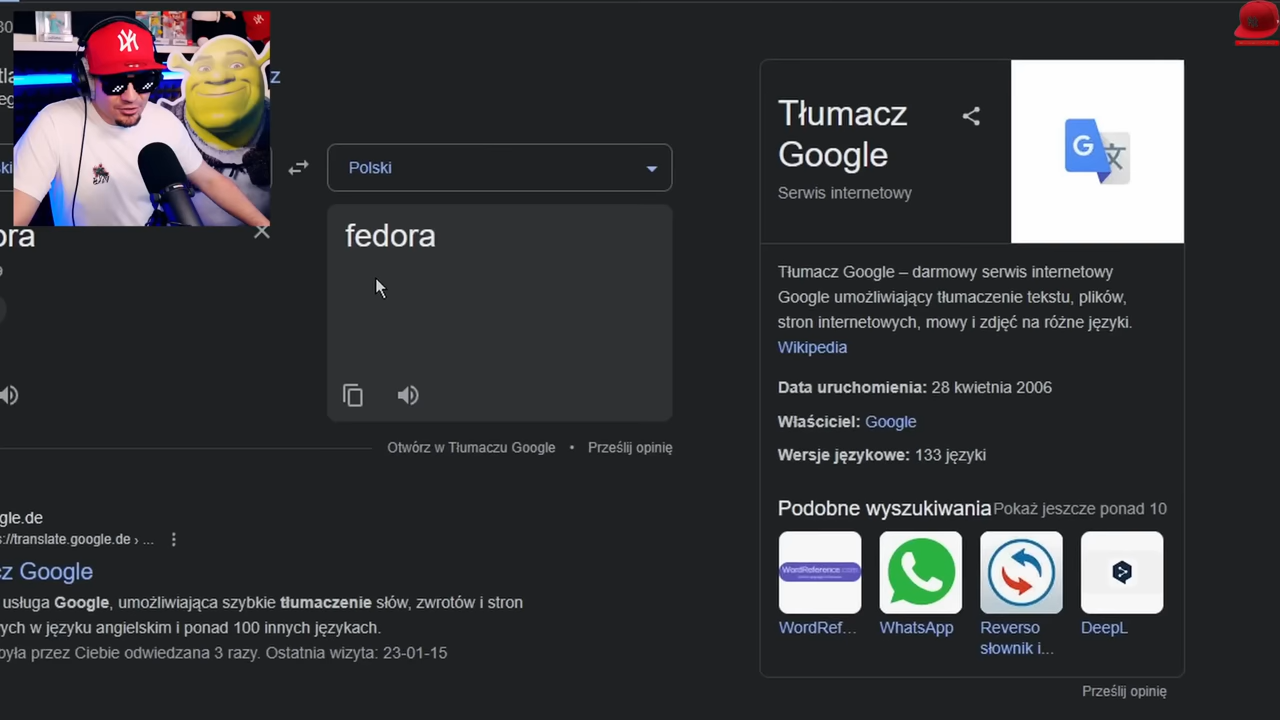 30
z
Polski
fedora
Otwórz w Tłumaczu Google • Prześlij opinię
gle.de
s://translate.google.de › ...
cz Google
usługa Google, umożliwiająca szybkie tłumaczenie słów, zwrotów i stron
ych w języku angielskim i ponad 100 innych językach.
była przez Ciebie odwiedzana 3 razy. Ostatnia wizyta: 23-01-15
Tłumacz
Google
Serwis internetowy
Tłumacz Google – darmowy serwis internetowy
Google umożliwiający tłumaczenie tekstu, plików,
stron internetowych, mowy i zdjęć na różne języki.
Wikipedia
Data uruchomienia: 28 kwietnia 2006
Właściciel: Google
Wersje językowe: 133 języki
Podobne wyszukiwania Pokaż jeszcze ponad 10
WordReference.com
WordRef...
WhatsApp
Reverso
słownik i...
DeepL
Prześlij opinię